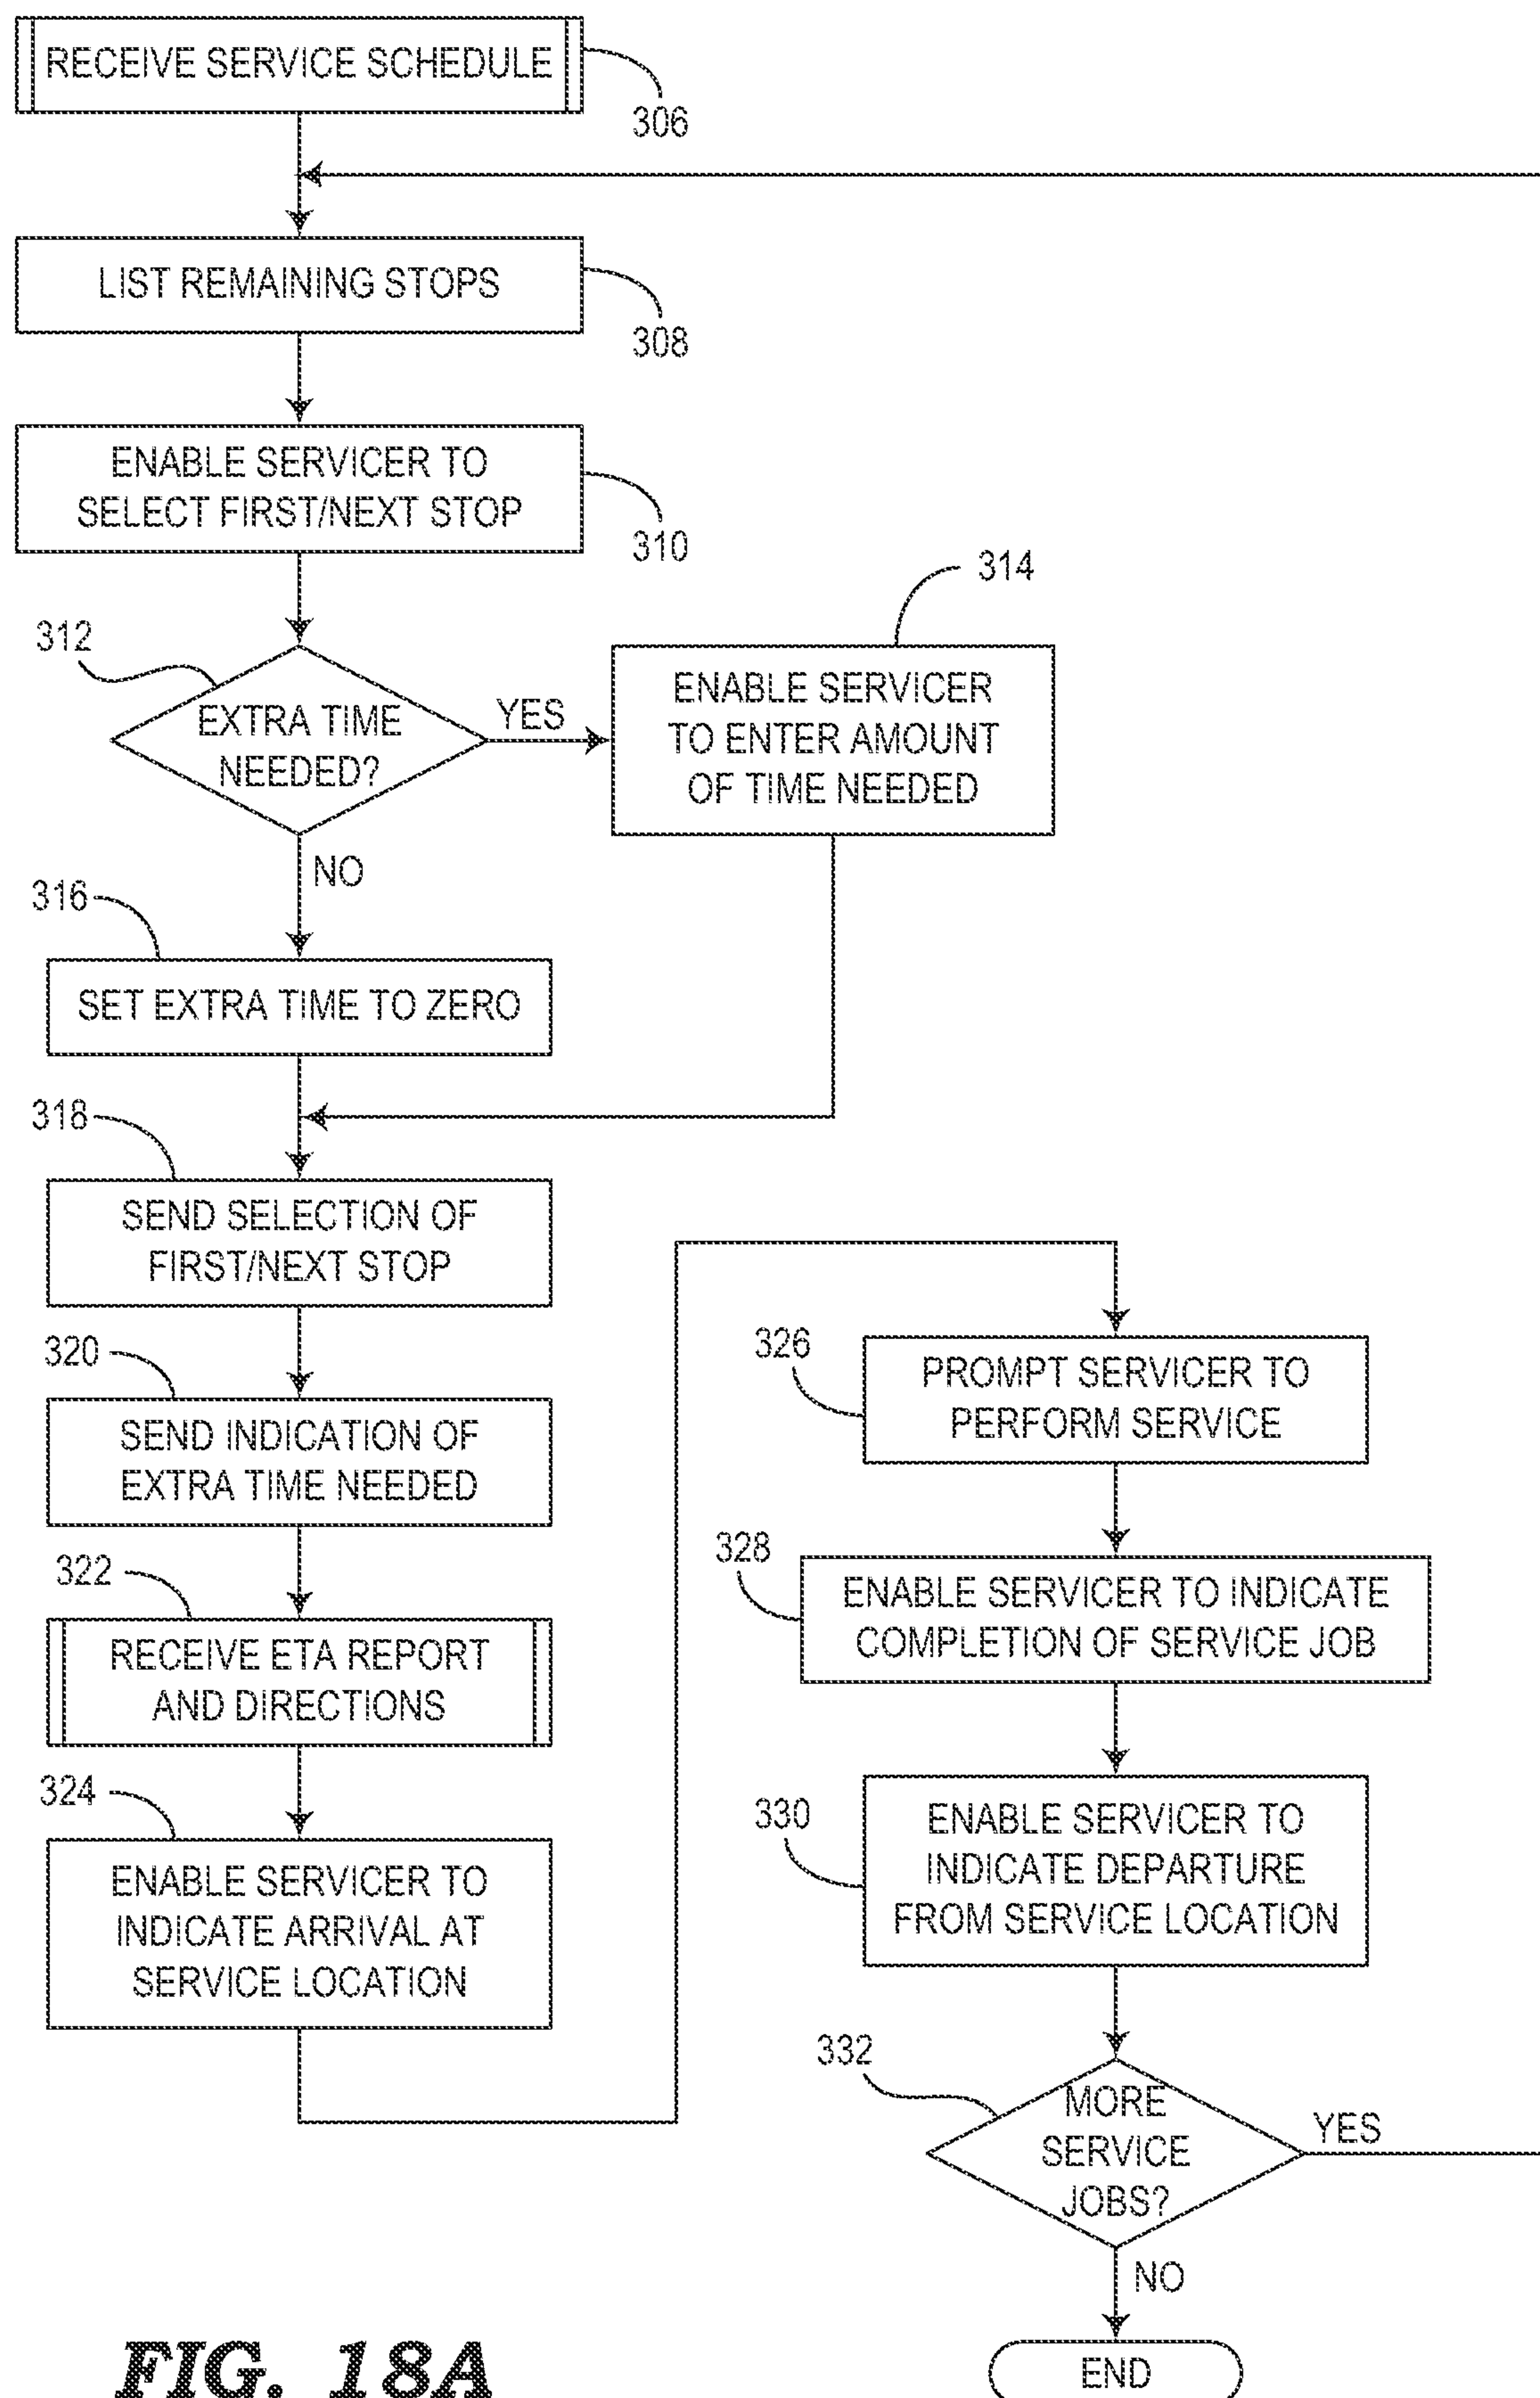 RECEIVE SERVICE SCHEDULE
306
LIST REMAINING STOPS
308
ENABLE SERVICER TO
SELECT FIRST/NEXT STOP
310
312
EXTRA TIME
NEEDED?
YES
314
ENABLE SERVICER
TO ENTER AMOUNT
OF TIME NEEDED
NO
316
SET EXTRA TIME TO ZERO
318
SEND SELECTION OF
FIRST/NEXT STOP
320
SEND INDICATION OF
EXTRA TIME NEEDED
322
RECEIVE ETA REPORT
AND DIRECTIONS
324
ENABLE SERVICER TO
INDICATE ARRIVAL AT
SERVICE LOCATION
326
PROMPT SERVICER TO
PERFORM SERVICE
328
ENABLE SERVICER TO INDICATE
COMPLETION OF SERVICE JOB
330
ENABLE SERVICER TO
INDICATE DEPARTURE
FROM SERVICE LOCATION
332
MORE
SERVICE
JOBS?
YES
NO
END
FIG. 18A